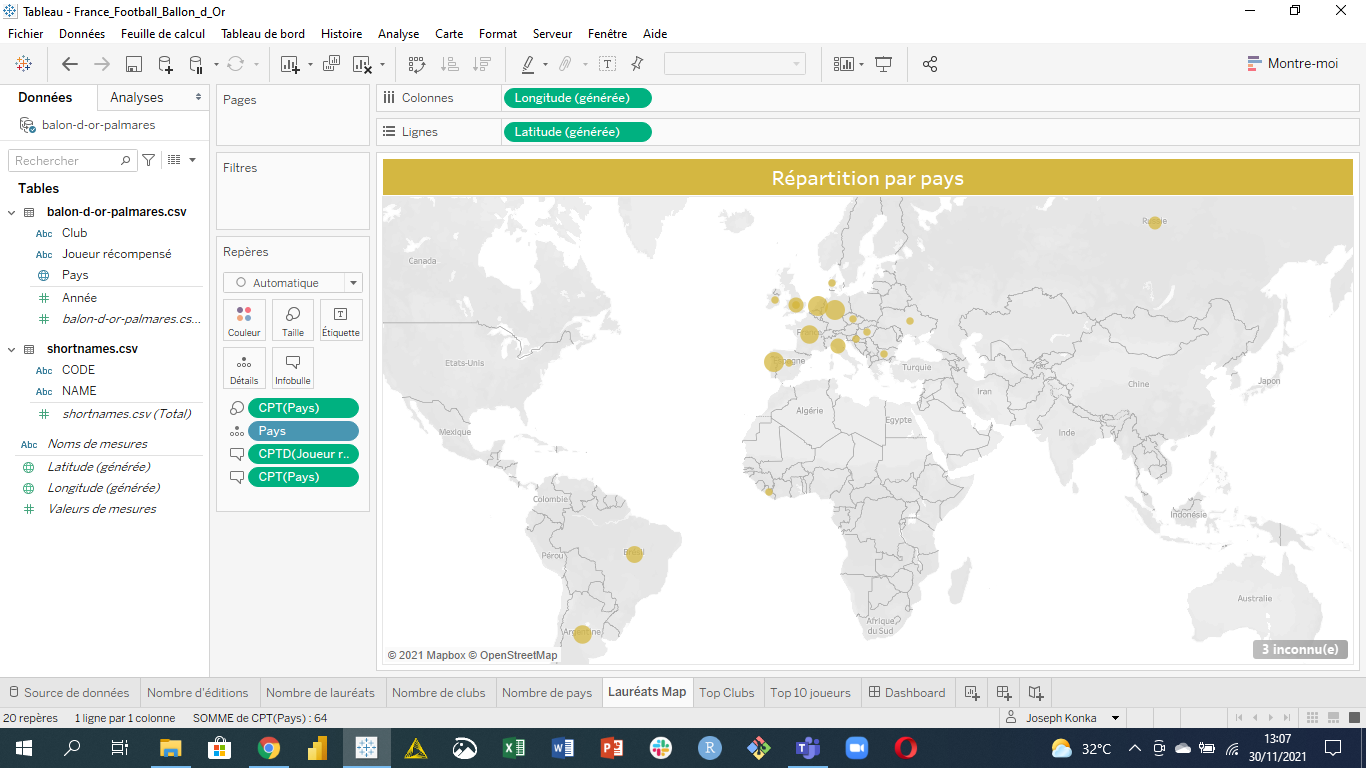 Tableau - France_Football_Ballon_d_Or
Fichier Données Feuille de calcul Tableau de bord Histoire Analyse Carte Format Serveur Fenêtre Aide
Montre-moi
Données Analyses
balon-d-or-palmares
Rechercher
Tables
balon-d-or-palmares.csv
Abc Club
Abc Joueur récompensé
Pays
# Année
# balon-d-or-palmares.cs...
shortnames.csv
Abc CODE
Abc NAME
# shortnames.csv (Total)
Abc Noms de mesures
Latitude (générée)
Longitude (générée)
# Valeurs de mesures
Pages
Filtres
Repères
Automatique
Couleur Taille Étiquette
Détails Infobulle
CPT(Pays)
Pays
CPTD(Joueur r..
CPT(Pays)
Colonnes Longitude (générée)
Lignes Latitude (générée)
Répartition par pays
Canada
Russie
France
Espagne
Etats-Unis
Turquie
Chine
Japon
Iran
Algérie
Egypte
Mexique
Inde
Colombie
Indonésie
Pérou
Brésil
Australie
Afrique
du Sud
Argentine
© 2021 Mapbox © OpenStreetMap
3 inconnu(e)
Source de données Nombre d'éditions Nombre de lauréats Nombre de clubs Nombre de pays Lauréats Map Top Clubs Top 10 joueurs Dashboard
20 repères 1 ligne par 1 colonne SOMME de CPT(Pays) : 64 Joseph Konka
32°C
13:07
30/11/2021